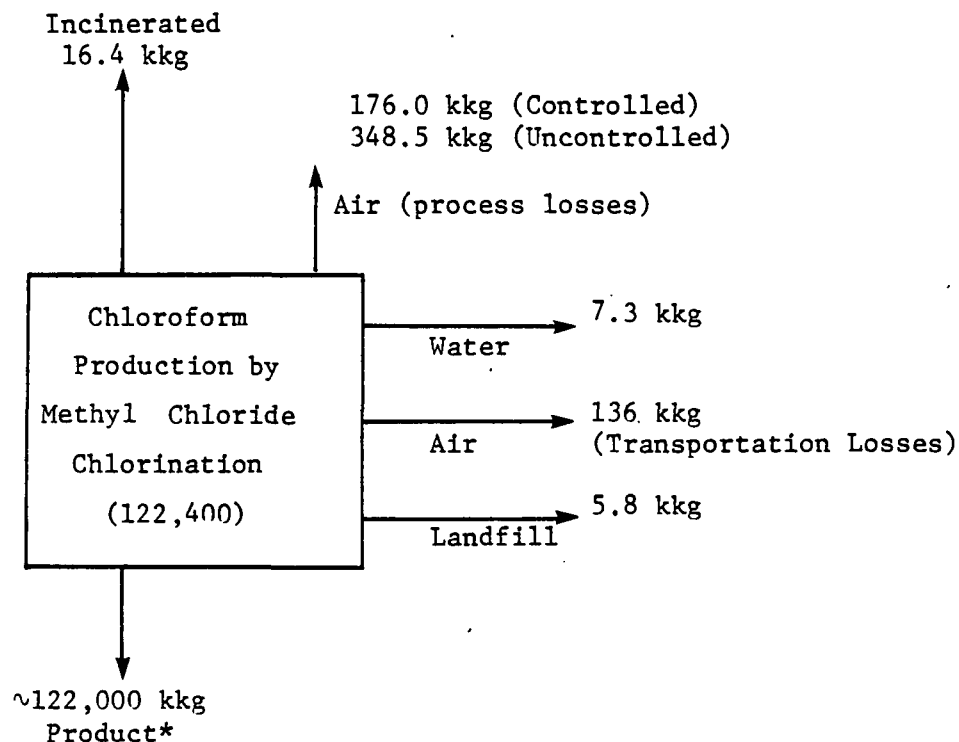 Incinerated
16.4 kkg
176.0 kkg (Controlled)
348.5 kkg (Uncontrolled)
Air (process losses)
Chloroform
Production by
Methyl Chloride
Chlorination
(122,400)
7.3 kkg
Water
136 kkg
(Transportation Losses)
Air
5.8 kkg
Landfill
~122,000 kkg
Product*